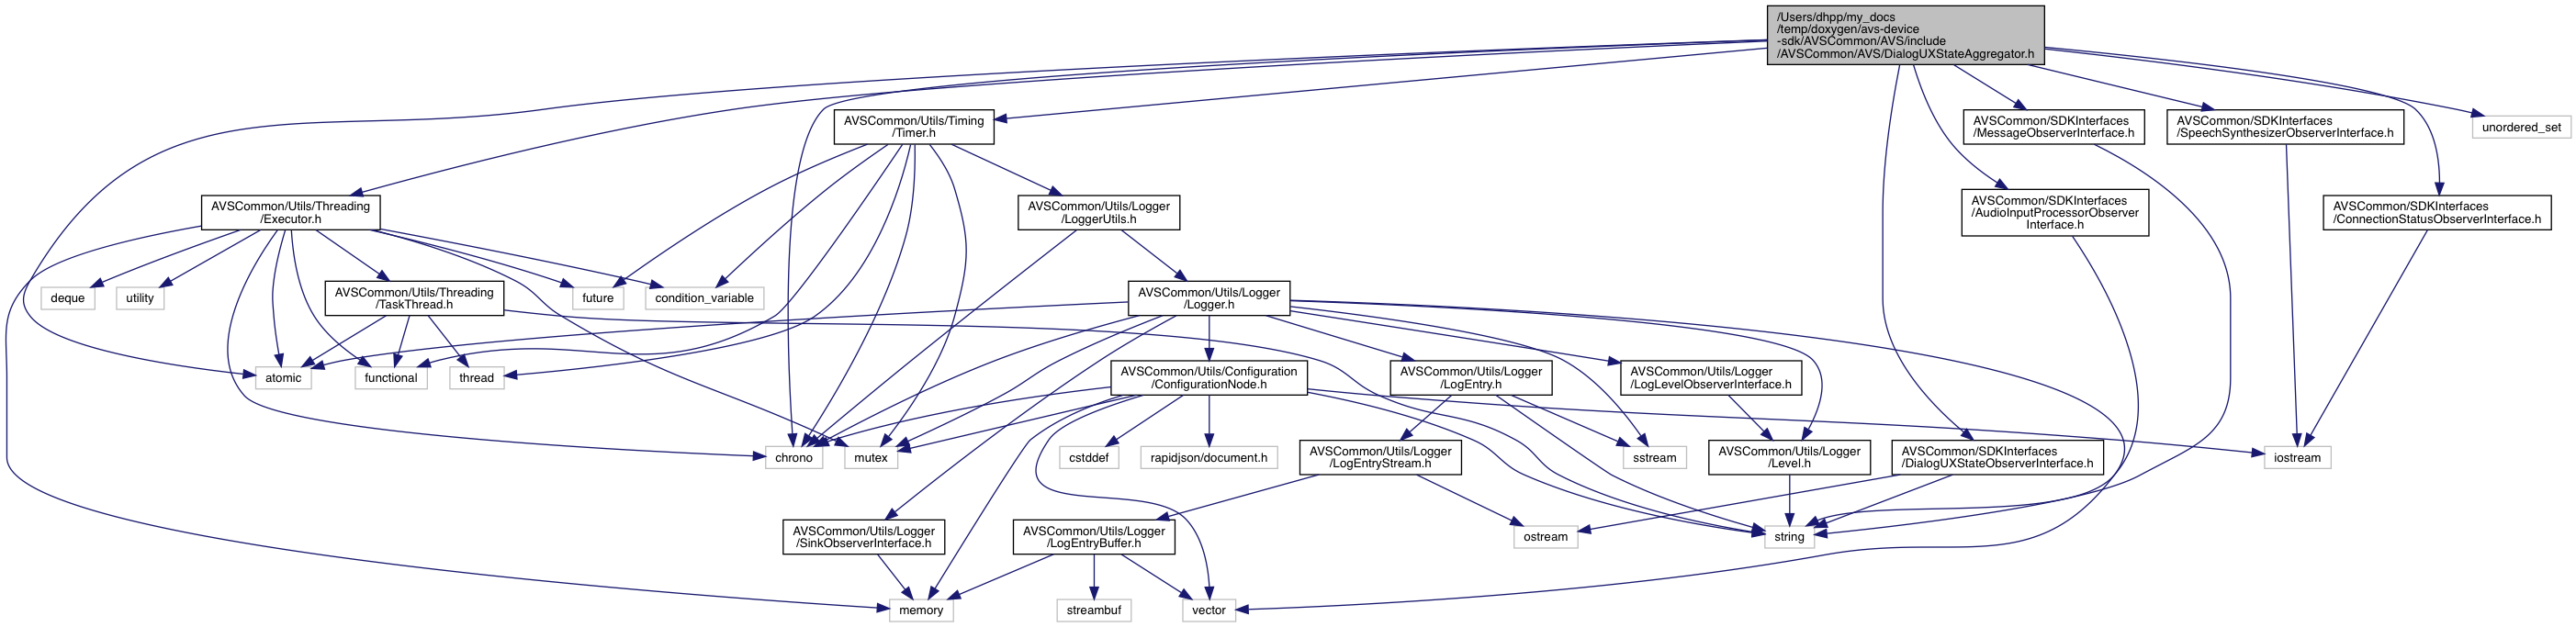 /Users/dhpp/my_docs
/temp/doxygen/avs-device
-sdk/AVSCommon/AVS/include
/AVSCommon/AVS/DialogUXStateAggregator.h
AVSCommon/Utils/Timing
/Timer.h
AVSCommon/SDKInterfaces
/MessageObserverInterface.h
AVSCommon/SDKInterfaces
/SpeechSynthesizerObserverInterface.h
unordered_set
AVSCommon/Utils/Threading
/Executor.h
AVSCommon/Utils/Logger
/LoggerUtils.h
AVSCommon/SDKInterfaces
/AudioInputProcessorObserver
Interface.h
AVSCommon/SDKInterfaces
/ConnectionStatusObserverInterface.h
deque
utility
AVSCommon/Utils/Threading
/TaskThread.h
future
condition_variable
AVSCommon/Utils/Logger
/Logger.h
atomic
functional
thread
AVSCommon/Utils/Configuration
/ConfigurationNode.h
AVSCommon/Utils/Logger
/LogEntry.h
AVSCommon/Utils/Logger
/LogLevelObserverInterface.h
chrono
mutex
cstddef
rapidjson/document.h
AVSCommon/Utils/Logger
/LogEntryStream.h
sstream
AVSCommon/Utils/Logger
/Level.h
AVSCommon/SDKInterfaces
/DialogUXStateObserverInterface.h
iostream
AVSCommon/Utils/Logger
/SinkObserverInterface.h
AVSCommon/Utils/Logger
/LogEntryBuffer.h
ostream
string
memory
streambuf
vector